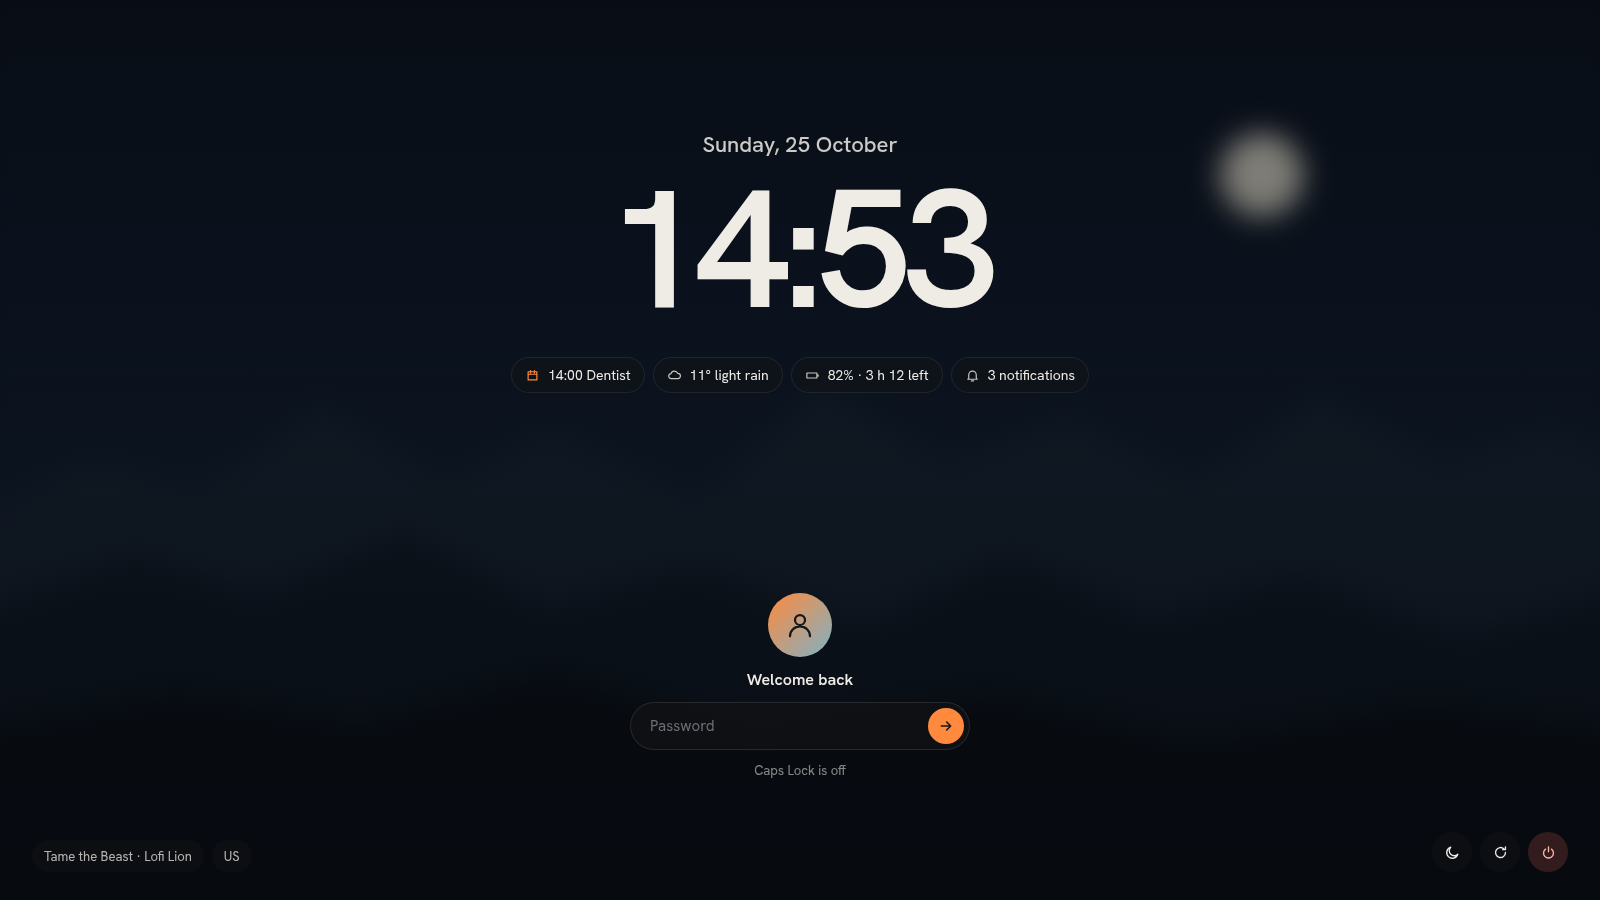 Sunday, 25 October
14:53
14:00 Dentist
11° light rain
82% · 3 h 12 left
3 notifications
Welcome back
Password
Caps Lock is off
Tame the Beast · Lofi Lion
US